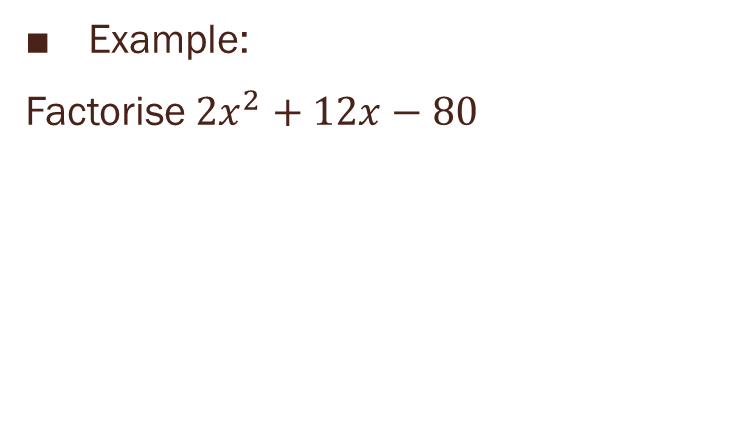 ■ Example:
Factorise 2x² + 12x − 80